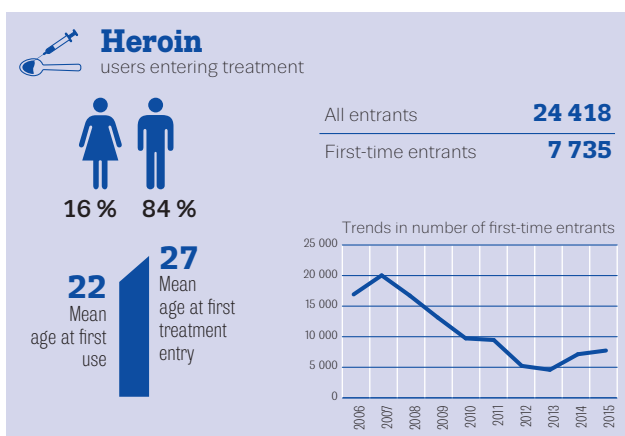 Heroin
users entering treatment
16 % 84 %
All entrants 24 418
First-time entrants 7 735
22
Mean
age at first
use
27
Mean
age at first
treatment
entry
Trends in number of first-time entrants
25 000
20 000
15 000
10 000
5 000
0
2006 2007 2008 2009 2010 2011 2012 2013 2014 2015